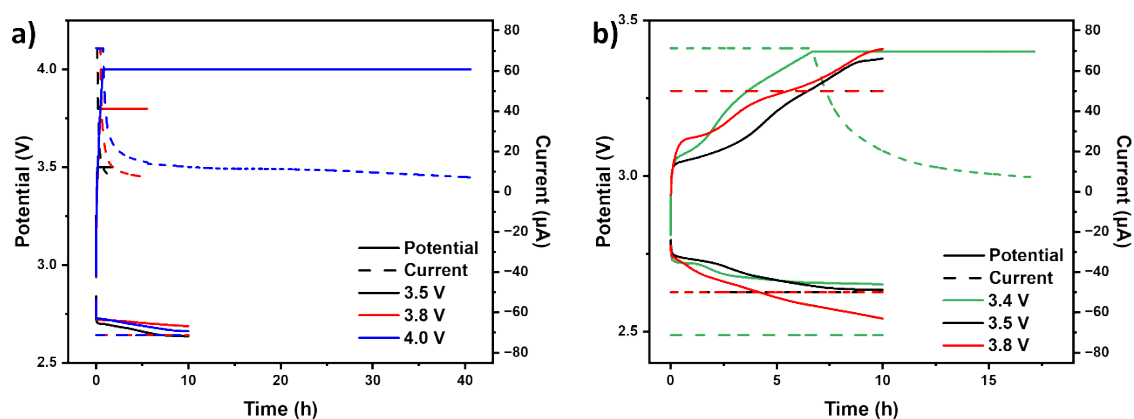 a)
4.0
3.5
3.0
2.5
Potential (V)
0
10
20
30
40
Time (h)
80
60
40
20
0
−20
−40
−60
−80
Current (µA)
Potential
Current
3.5 V
3.8 V
4.0 V
b)
3.5
3.0
2.5
Potential (V)
0
5
10
15
Time (h)
80
60
40
20
0
−20
−40
−60
−80
Current (µA)
Potential
Current
3.4 V
3.5 V
3.8 V